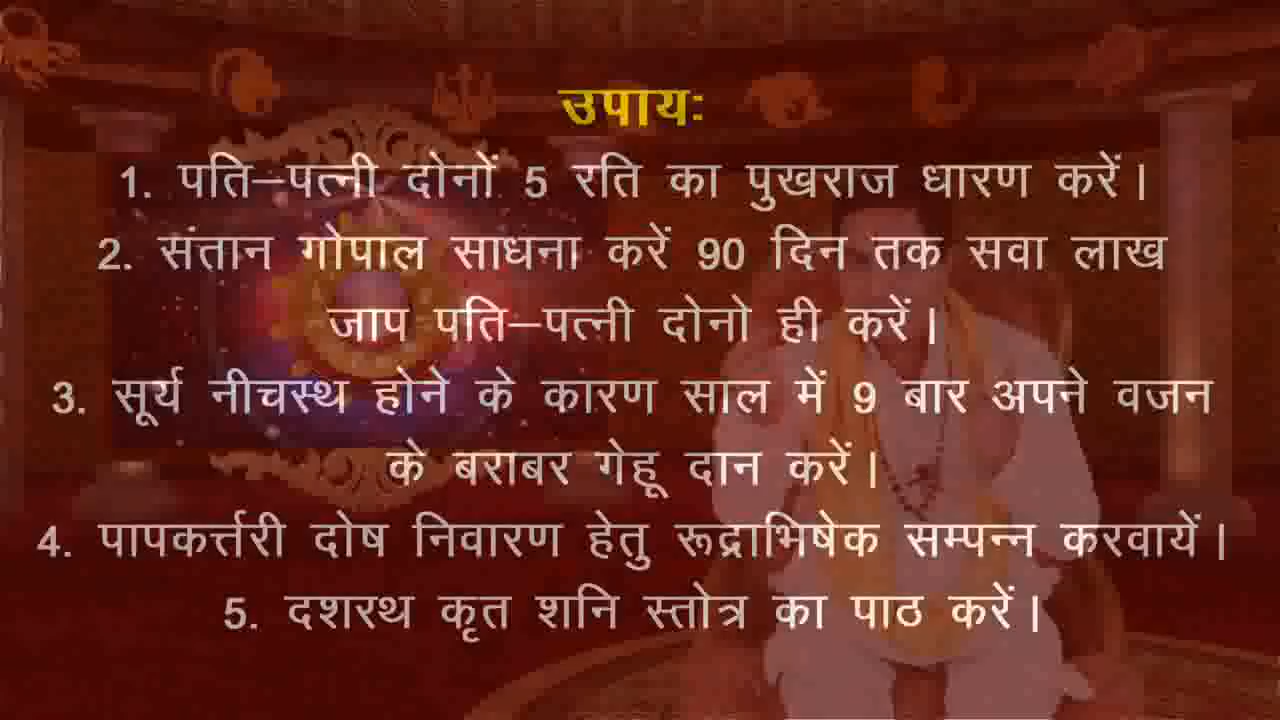 उपायः
1. पति–पत्नी दोनों 5 रति का पुखराज धारण करें।
2. संतान गोपाल साधना करें 90 दिन तक सवा लाख
जाप पति–पत्नी दोनो ही करें।
3. सूर्य नीचस्थ होने के कारण साल में 9 बार अपने वजन
के बराबर गेहू दान करें।
4. पापकर्त्तरी दोष निवारण हेतु रूद्राभिषेक सम्पन्न करवायें।
5. दशरथ कृत शनि स्तोत्र का पाठ करें।